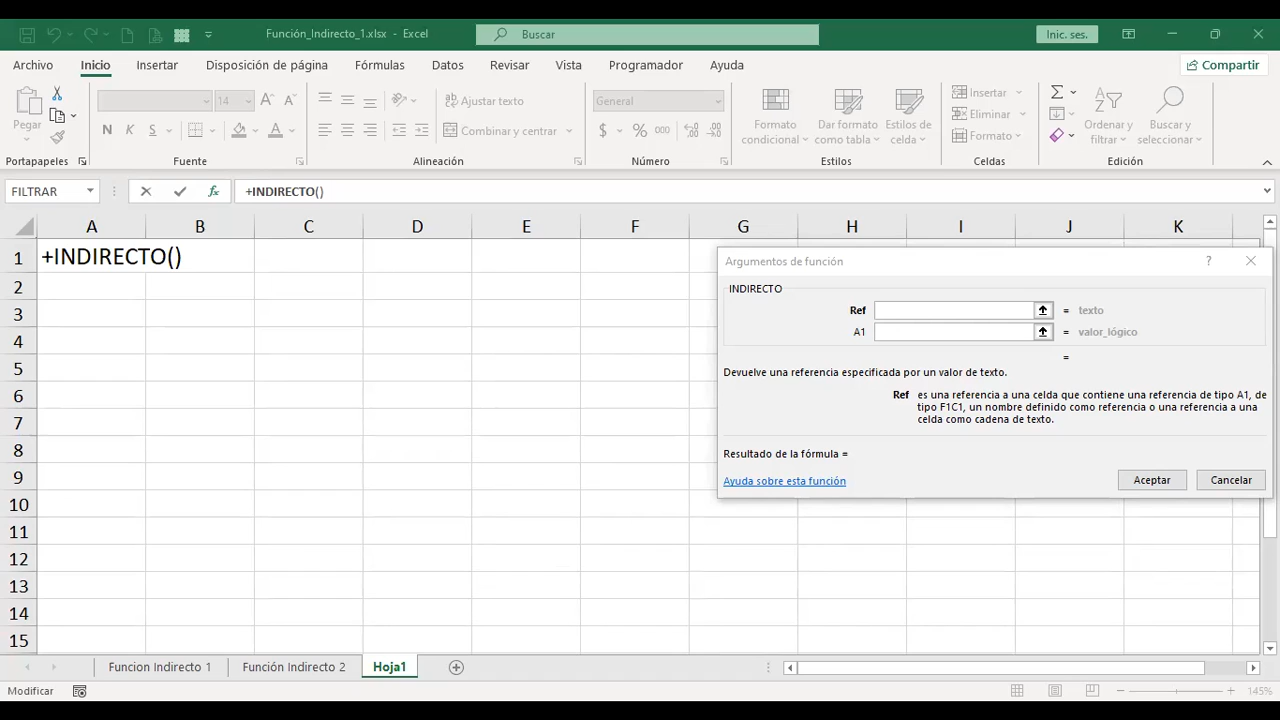 Función_Indirecto_1.xlsx - Excel
Buscar
Inic. ses.
Archivo Inicio Insertar Disposición de página Fórmulas Datos Revisar Vista Programador Ayuda Compartir
Pegar
14
Ajustar texto
General
Insertar
N K S
Combinar y centrar
$ % 000
Formato condicional
Dar formato como tabla
Estilos de celda
Eliminar
Formato
Ordenar y filtrar
Buscar y seleccionar
Portapapeles Fuente Alineación Número Estilos Celdas Edición
FILTRAR
fx
+INDIRECTO()
A B C D E F G H I J K
1 +INDIRECTO()
2
3
4
5
6
7
8
9
10
11
12
13
14
15
Argumentos de función ?
INDIRECTO
Ref = texto
A1 = valor_lógico
=
Devuelve una referencia especificada por un valor de texto.
Ref es una referencia a una celda que contiene una referencia de tipo A1, de
tipo F1C1, un nombre definido como referencia o una referencia a una
celda como cadena de texto.
Resultado de la fórmula =
Ayuda sobre esta función
Aceptar Cancelar
Funcion Indirecto 1 Función Indirecto 2 Hoja1
Modificar
145%